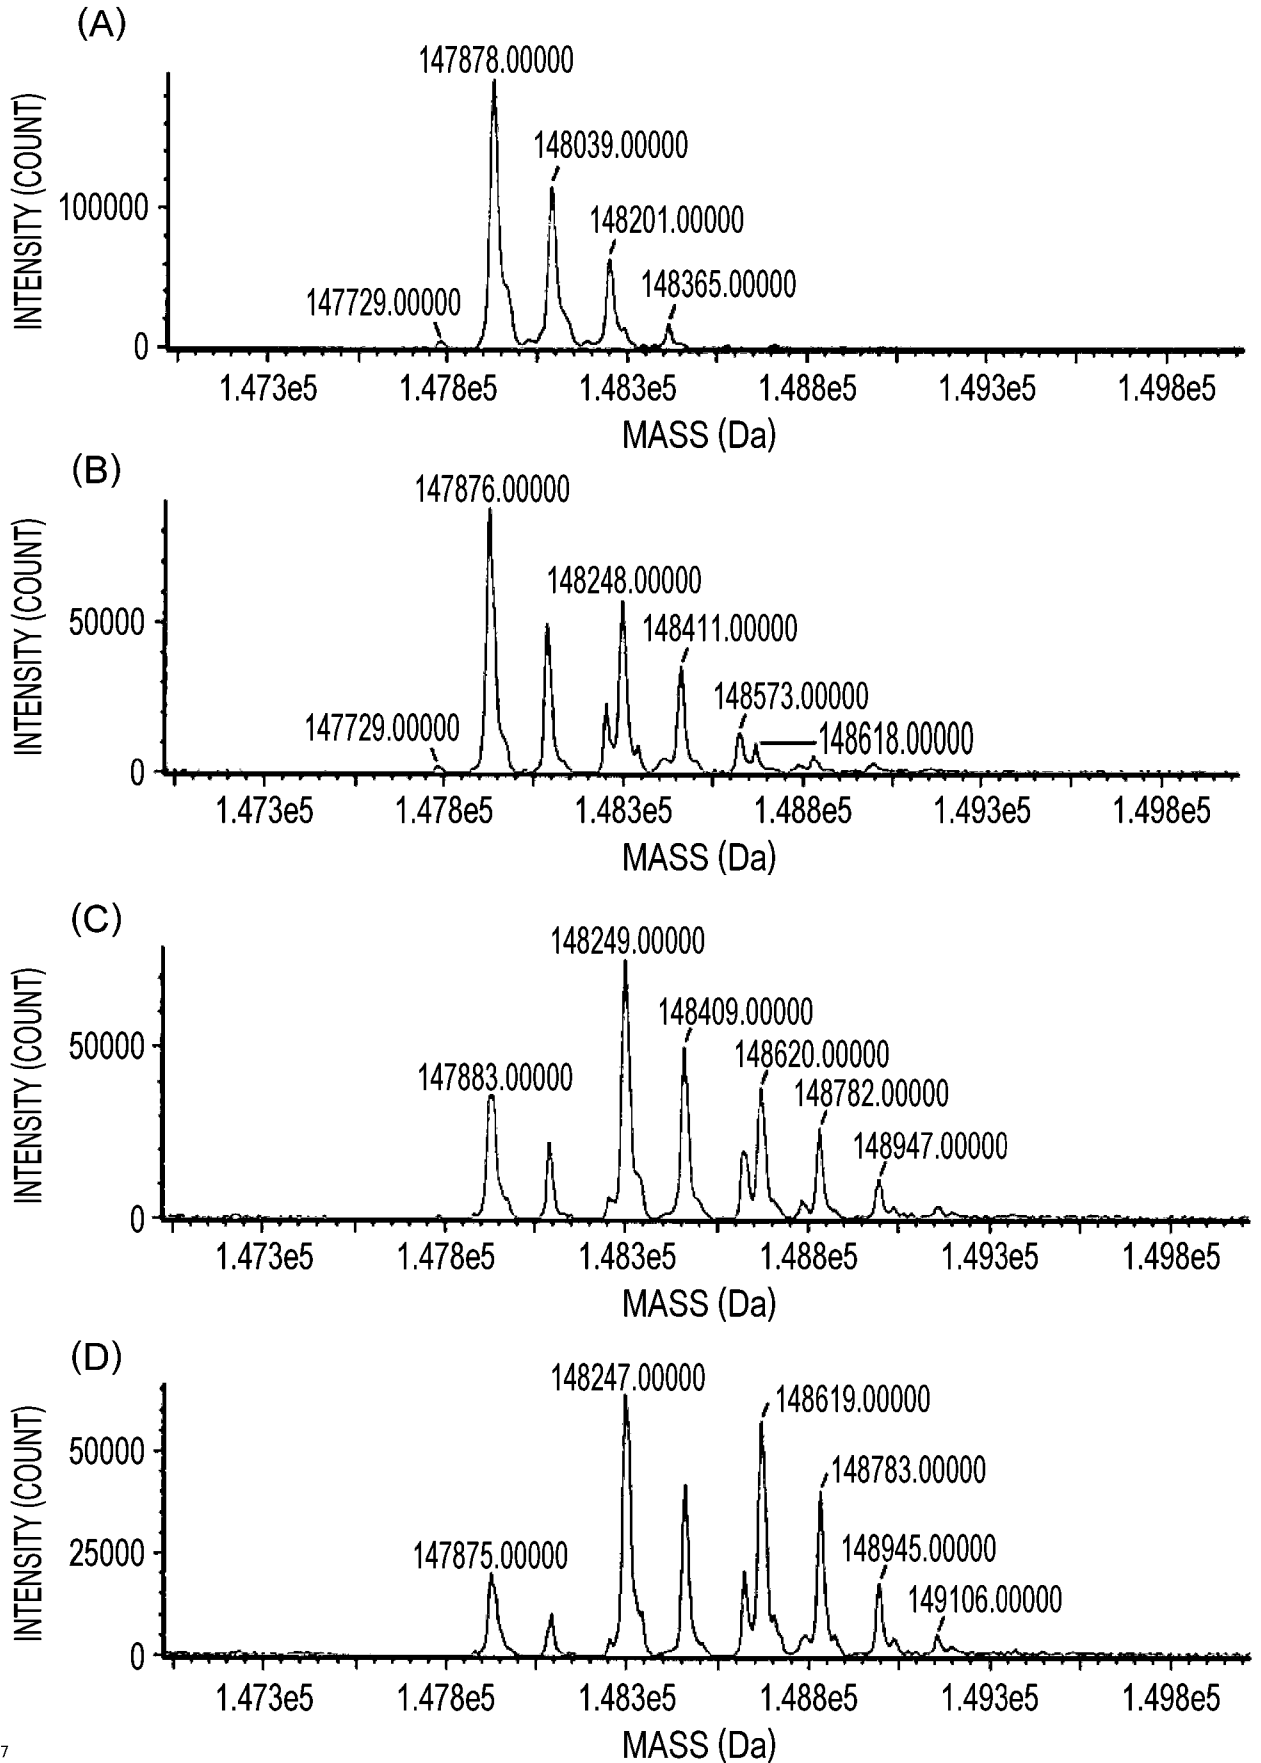 (A)
147878.00000
148039.00000
148201.00000
148365.00000
147729.00000
INTENSITY (COUNT)
100000
0
1.473e5 1.478e5 1.483e5 1.488e5 1.493e5 1.498e5
MASS (Da)
(B)
147876.00000
148248.00000
148411.00000
148573.00000
148618.00000
147729.00000
INTENSITY (COUNT)
50000
0
1.473e5 1.478e5 1.483e5 1.488e5 1.493e5 1.498e5
MASS (Da)
(C)
148249.00000
148409.00000
148620.00000
147883.00000
148782.00000
148947.00000
INTENSITY (COUNT)
50000
0
1.473e5 1.478e5 1.483e5 1.488e5 1.493e5 1.498e5
MASS (Da)
(D)
148247.00000
148619.00000
148783.00000
147875.00000
148945.00000
149106.00000
INTENSITY (COUNT)
50000
25000
0
1.473e5 1.478e5 1.483e5 1.488e5 1.493e5 1.498e5
MASS (Da)
7